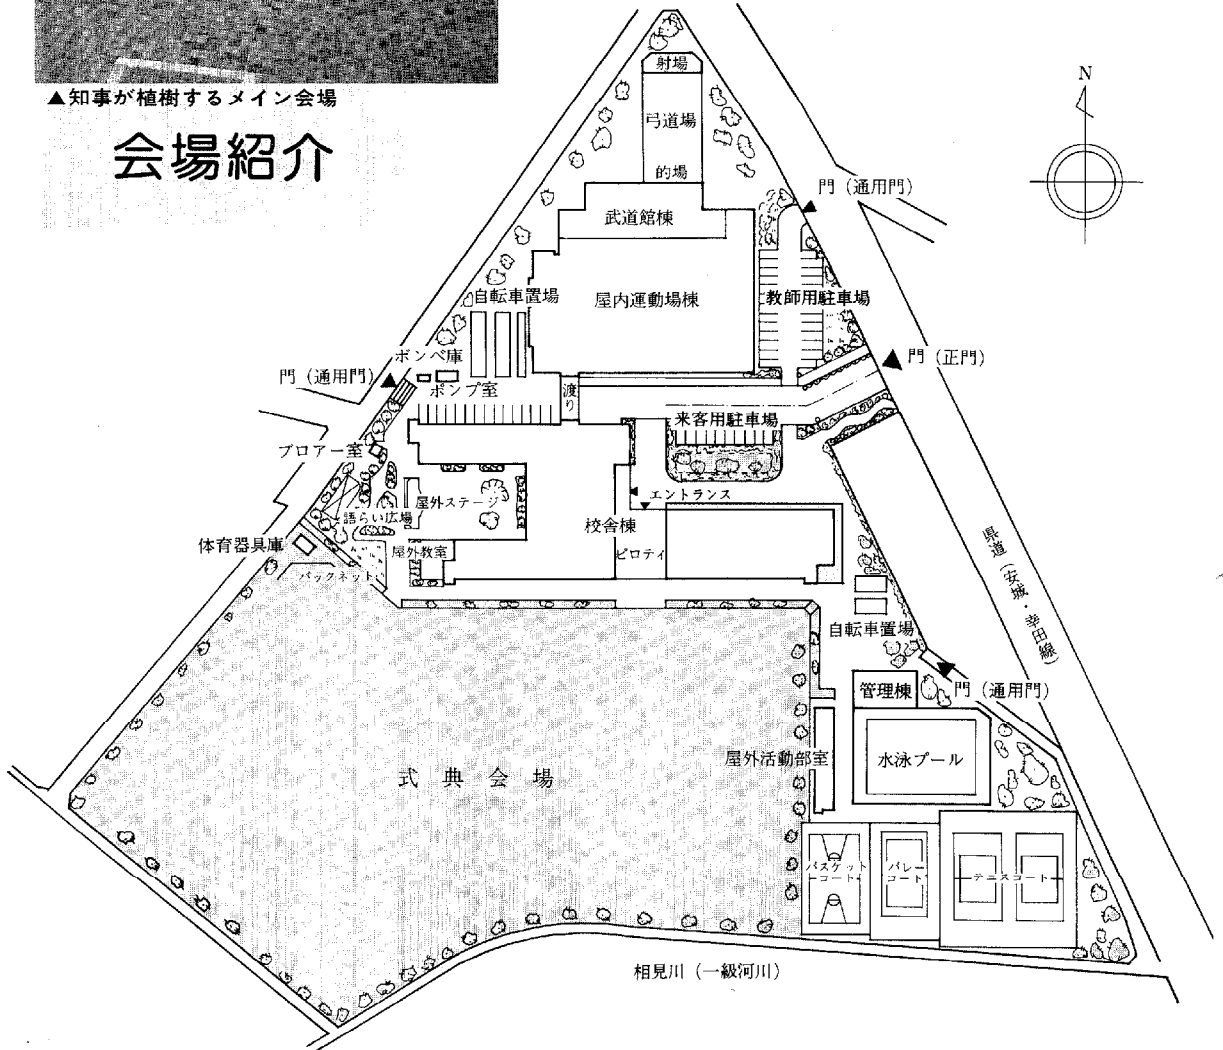 ▲知事が植樹するメイン会場
会場紹介
N
射場
弓道場
的場
武道館棟
門（通用門）
自転車置場
屋内運動場棟
教師用駐車場
ボンベ庫
門（通用門）
ポンプ室
渡り
門（正門）
来客用駐車場
ブロアー室
屋外ステージ
エントランス
語らい広場
校舎棟
体育器具庫
屋外教室
ピロティ
バックネット
県道（安城・幸田線）
自転車置場
管理棟
門（通用門）
屋外活動部室
水泳プール
式典会場
バスケット
コート
バレー
コート
テニスコート
相見川（一級河川）